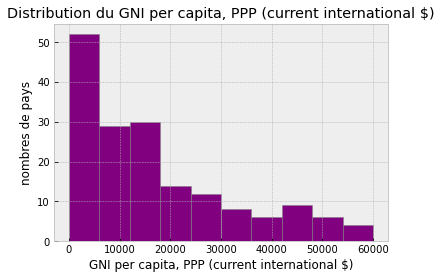 Distribution du GNI per capita, PPP (current international $)
nombres de pays
50
40
30
20
10
0
0 10000 20000 30000 40000 50000 60000
GNI per capita, PPP (current international $)